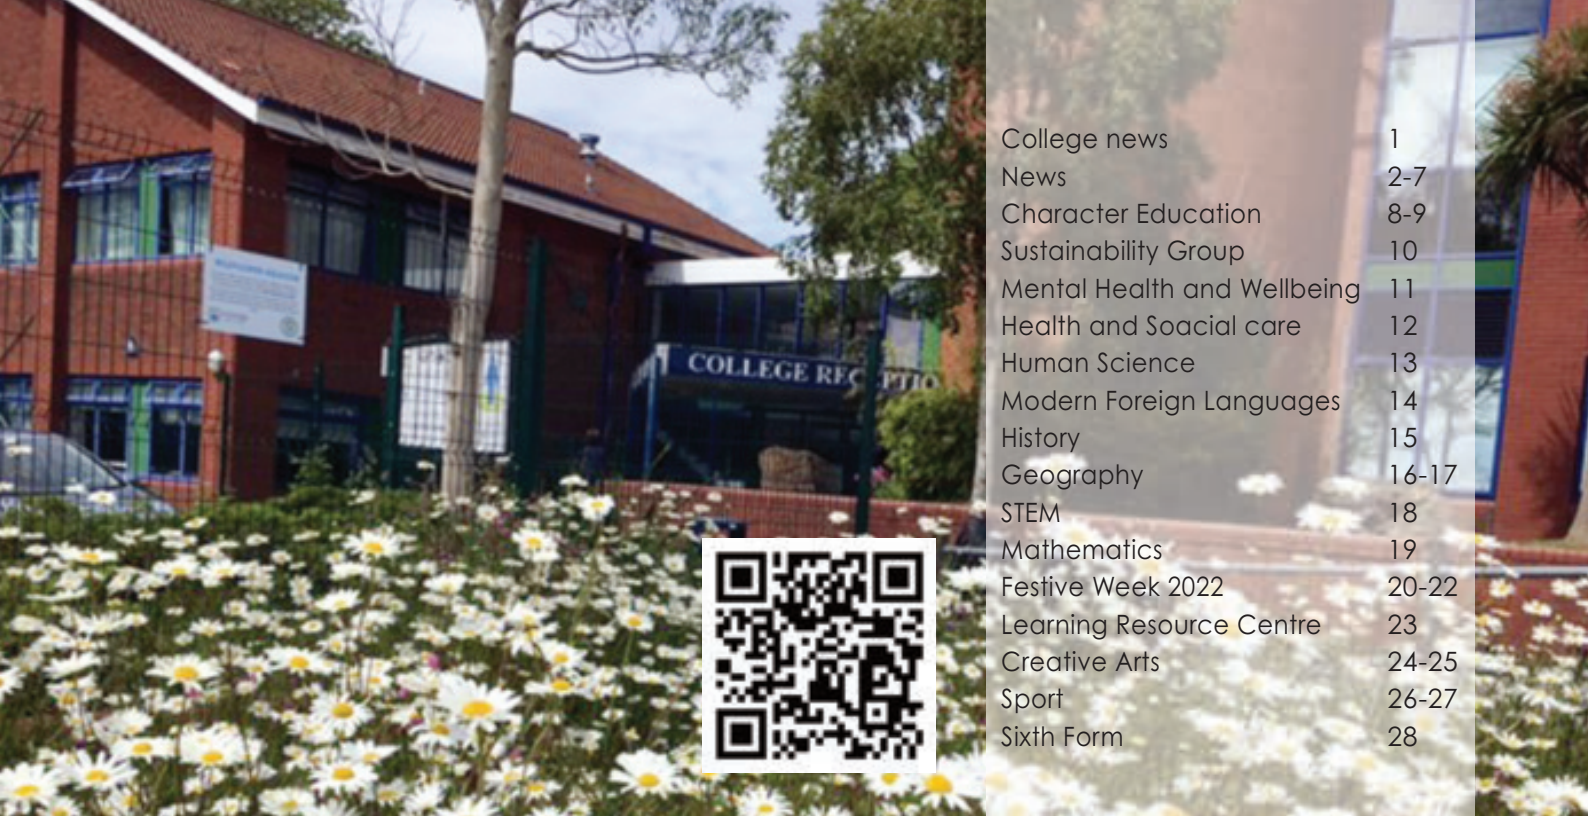 COLLEGE RECEPTIO
College news 1
News 2-7
Character Education 8-9
Sustainability Group 10
Mental Health and Wellbeing 11
Health and Soacial care 12
Human Science 13
Modern Foreign Languages 14
History 15
Geography 16-17
STEM 18
Mathematics 19
Festive Week 2022 20-22
Learning Resource Centre 23
Creative Arts 24-25
Sport 26-27
Sixth Form 28